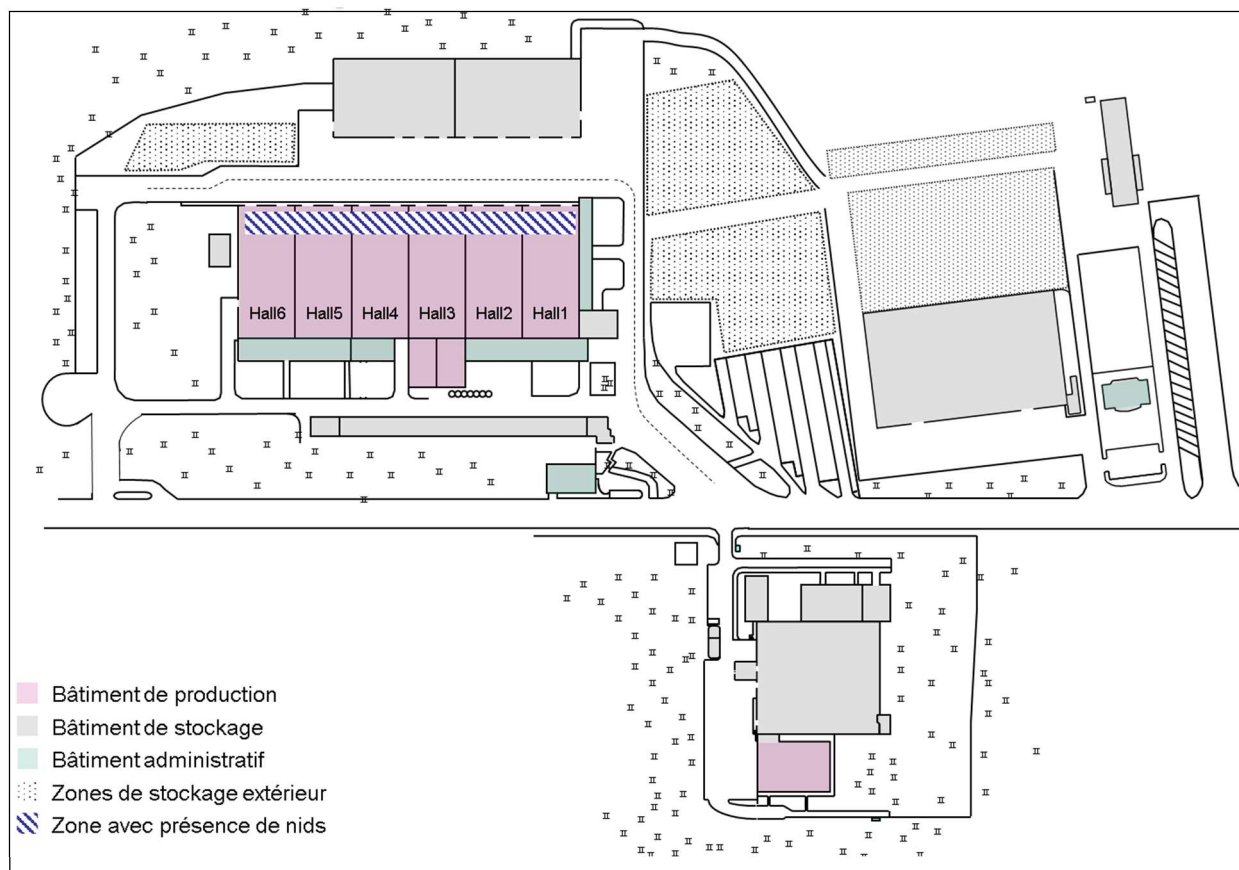 Hall6 Hall5 Hall4 Hall3 Hall2 Hall1
Bâtiment de production
Bâtiment de stockage
Bâtiment administratif
Zones de stockage extérieur
Zone avec présence de nids